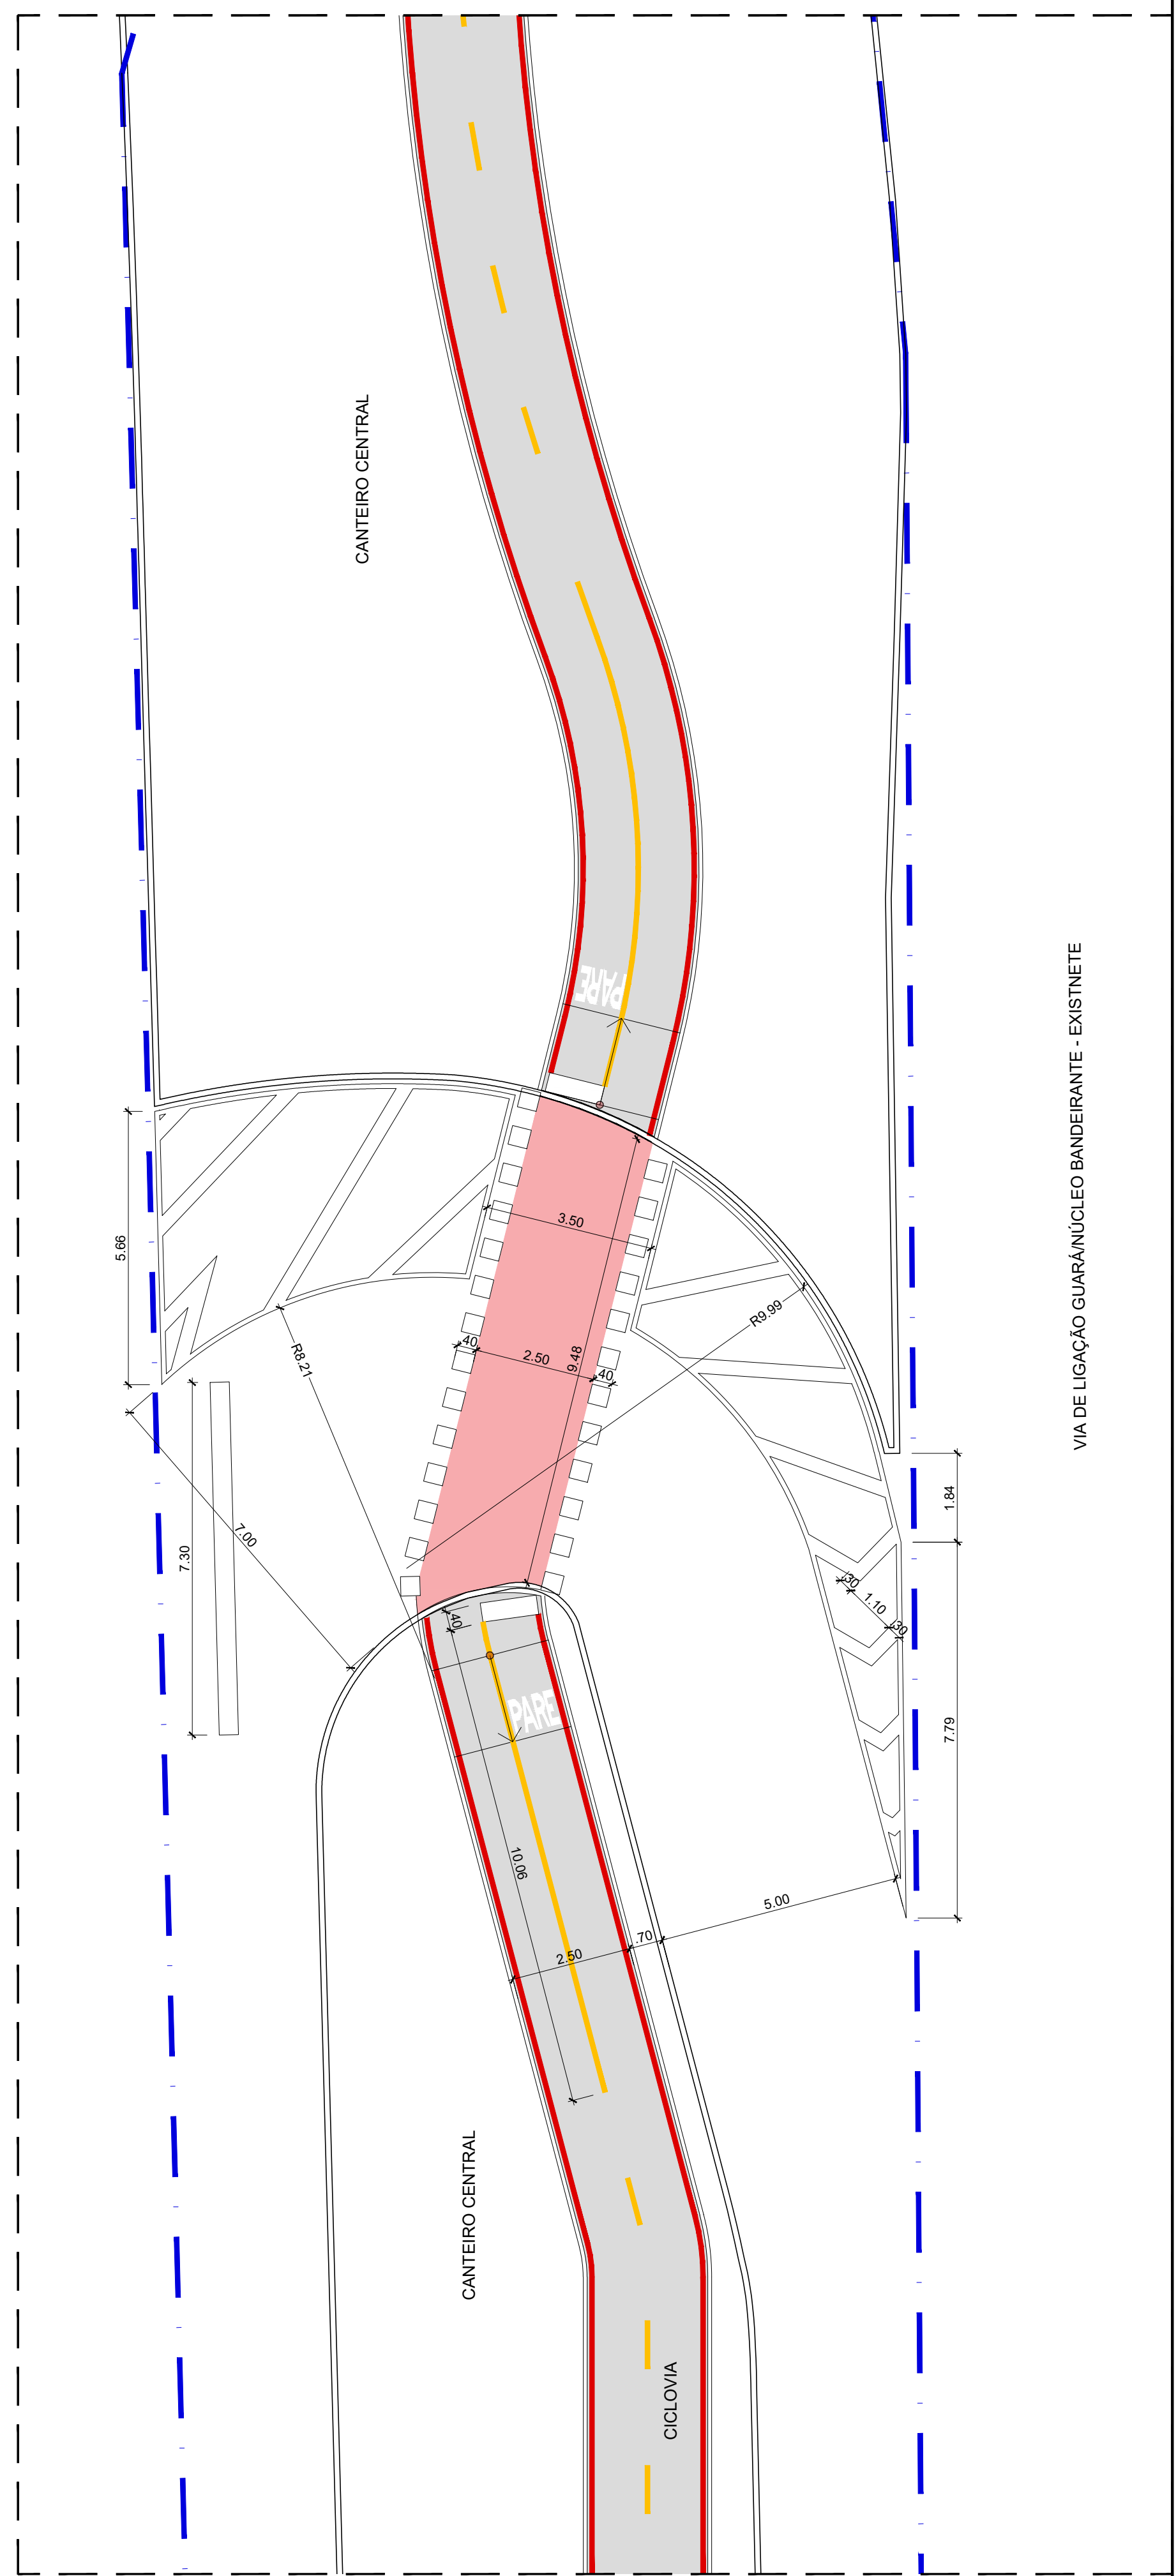 CANTEIRO CENTRAL
VIA DE LIGAÇÃO GUARÁ/NÚCLEO BANDEIRANTE - EXISTNETE
PARE
5.66
3.50
R9.99
R8.21
.40
2.50
9.48
.40
7.30
7.00
1.84
.30
1.10
.30
.40
PARE
7.79
10.06
5.00
.70
2.50
CANTEIRO CENTRAL
CICLOVIA